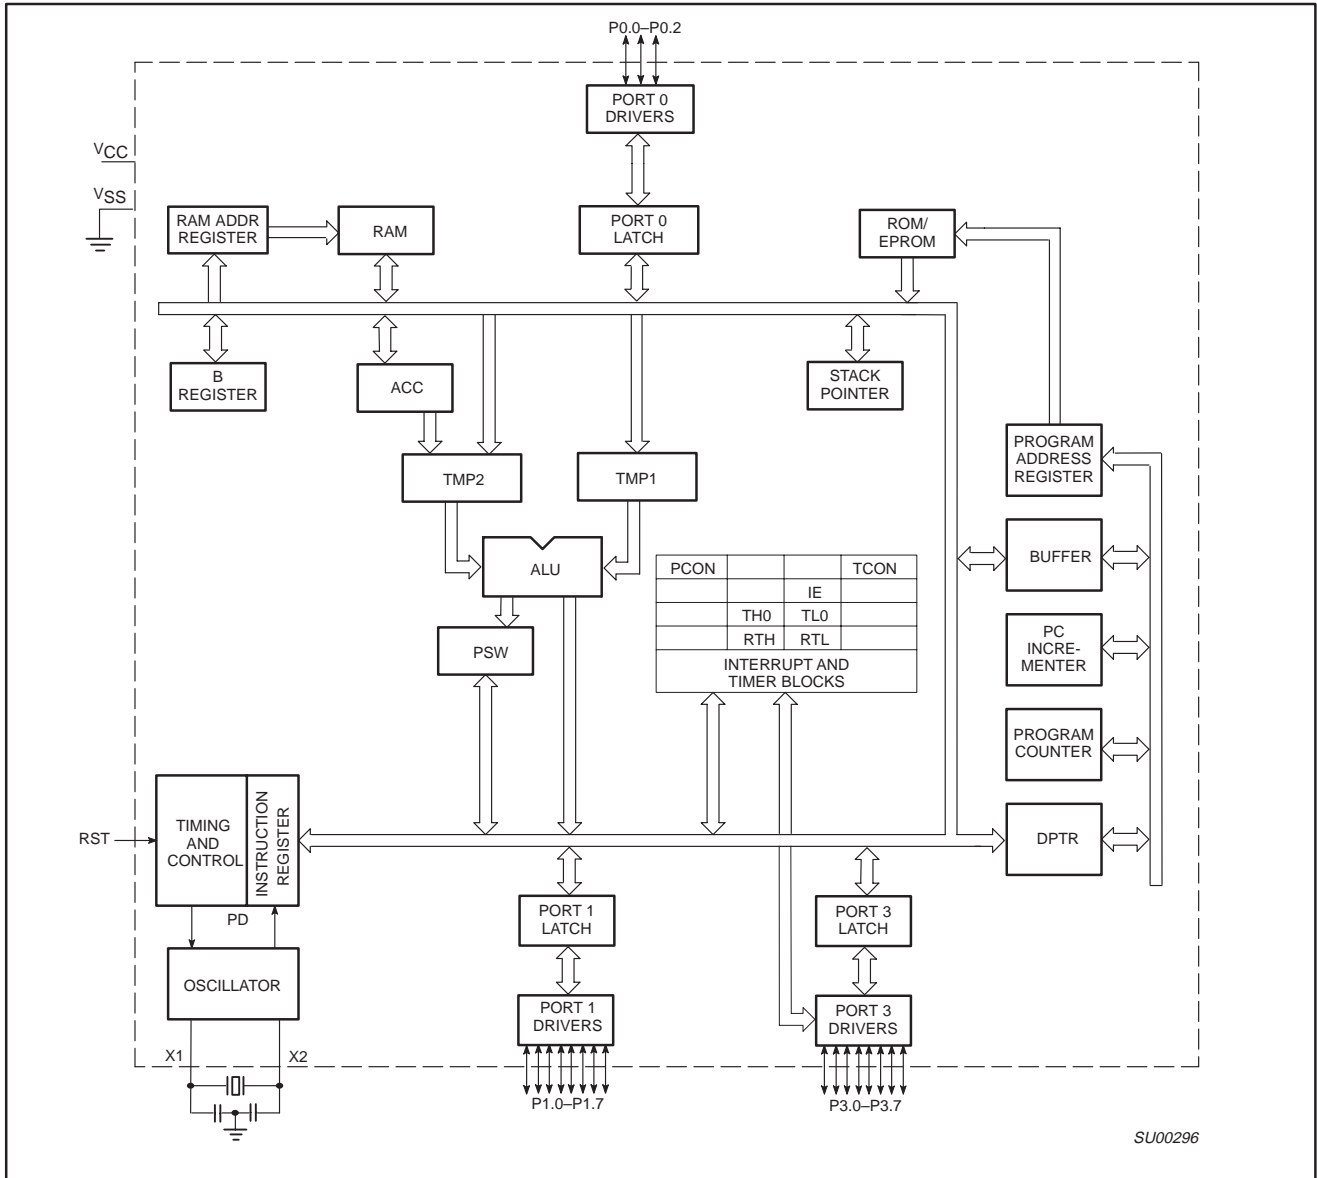 P0.0–P0.2
PORT 0
DRIVERS
VCC
VSS
RAM ADDR
REGISTER
RAM
PORT 0
LATCH
ROM/
EPROM
B
REGISTER
ACC
STACK
POINTER
PROGRAM
ADDRESS
REGISTER
TMP2
TMP1
ALU
BUFFER
PCON
TCON
IE
TH0
TL0
RTH
RTL
INTERRUPT AND
TIMER BLOCKS
PSW
PC
INCRE-
MENTER
PROGRAM
COUNTER
RST
TIMING
AND
CONTROL
INSTRUCTION
REGISTER
DPTR
PD
PORT 1
LATCH
PORT 3
LATCH
OSCILLATOR
PORT 1
DRIVERS
PORT 3
DRIVERS
X1
X2
P1.0–P1.7
P3.0–P3.7
SU00296